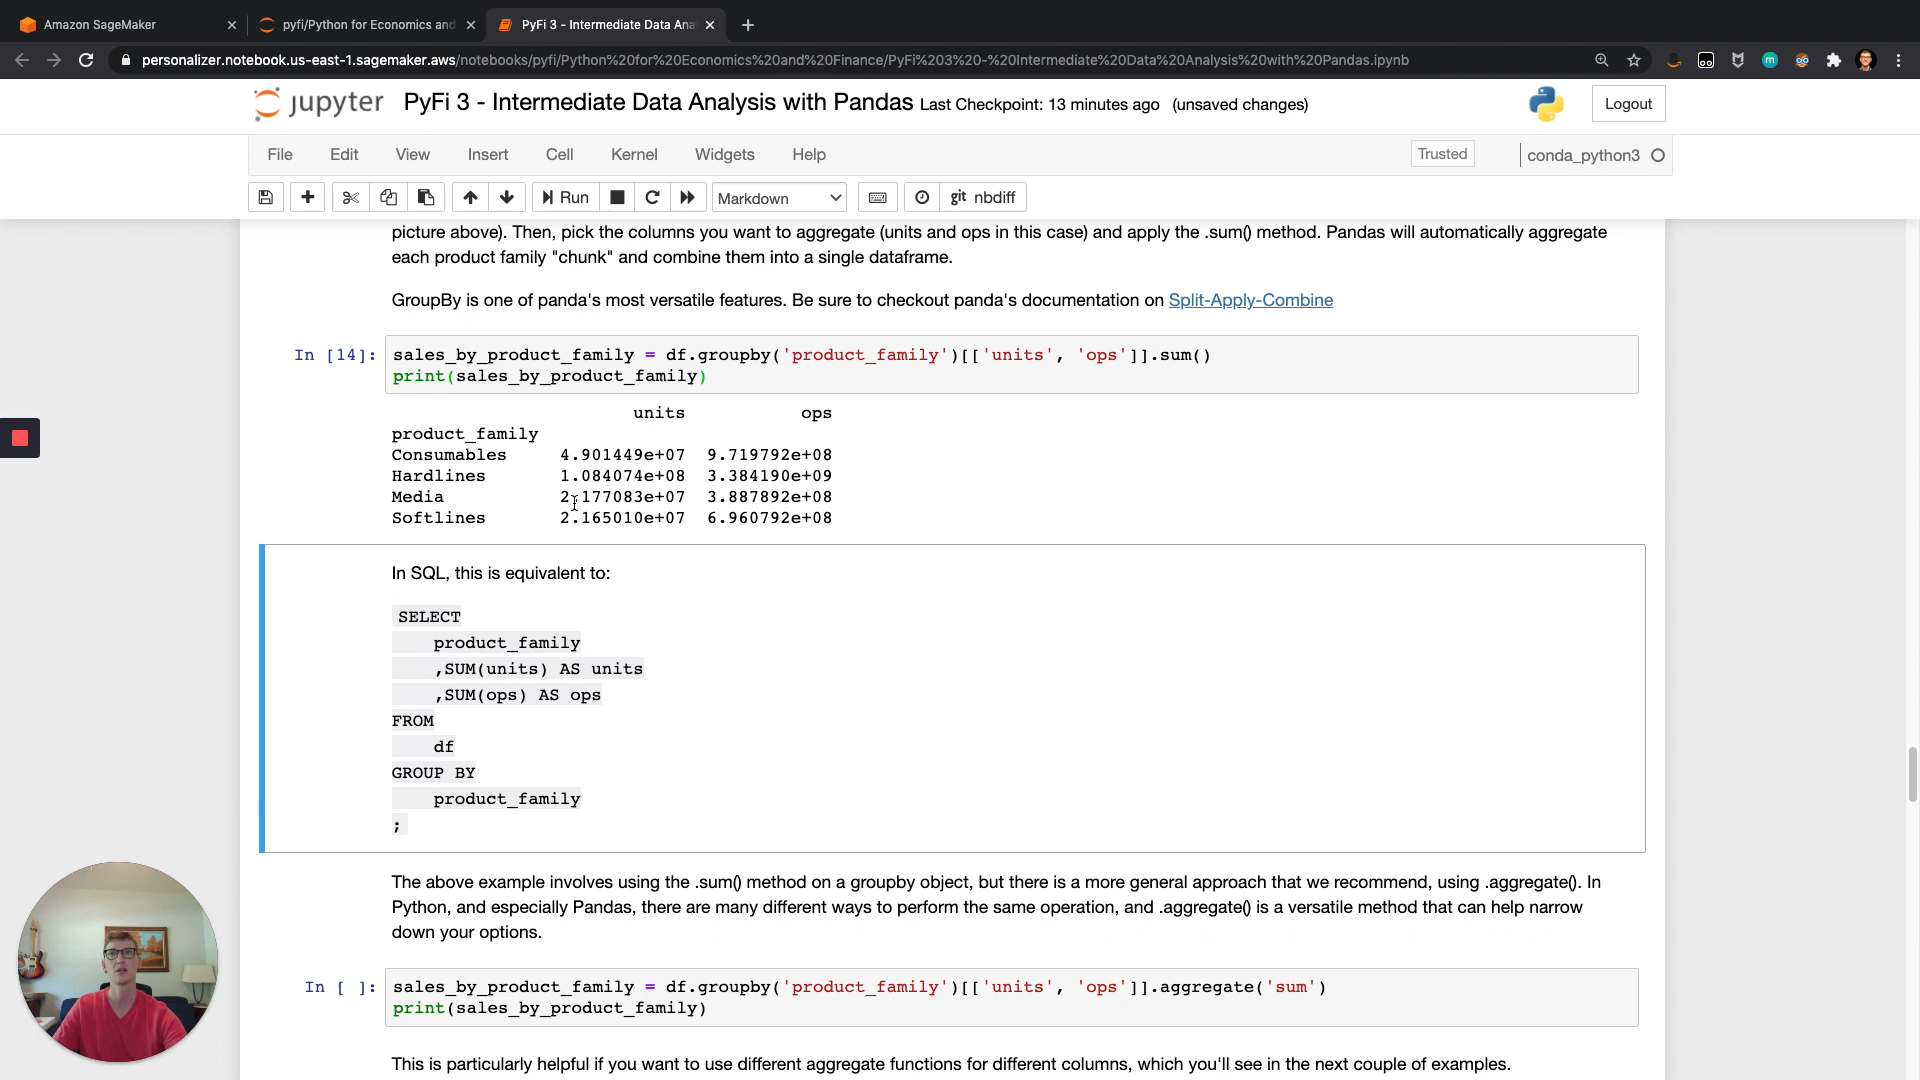 Amazon SageMaker
pyfi/Python for Economics and
PyFi 3 - Intermediate Data Ana
personalizer.notebook.us-east-1.sagemaker.aws/notebooks/pyfi/Python%20for%20Economics%20and%20Finance/PyFi%203%20-%20Intermediate%20Data%20Analysis%20with%20Pandas.ipynb
jupyter PyFi 3 - Intermediate Data Analysis with Pandas Last Checkpoint: 13 minutes ago (unsaved changes)
Logout
File Edit View Insert Cell Kernel Widgets Help
Trusted
conda_python3
Run
Markdown
git nbdiff
picture above). Then, pick the columns you want to aggregate (units and ops in this case) and apply the .sum() method. Pandas will automatically aggregate
each product family "chunk" and combine them into a single dataframe.
GroupBy is one of panda's most versatile features. Be sure to checkout panda's documentation on Split-Apply-Combine
In [14]: sales_by_product_family = df.groupby('product_family')[['units', 'ops']].sum()
print(sales_by_product_family)
units ops
product_family
Consumables 4.901449e+07 9.719792e+08
Hardlines 1.084074e+08 3.384190e+09
Media 2.177083e+07 3.887892e+08
Softlines 2.165010e+07 6.960792e+08
In SQL, this is equivalent to:
SELECT
product_family
,SUM(units) AS units
,SUM(ops) AS ops
FROM
df
GROUP BY
product_family
;
The above example involves using the .sum() method on a groupby object, but there is a more general approach that we recommend, using .aggregate(). In
Python, and especially Pandas, there are many different ways to perform the same operation, and .aggregate() is a versatile method that can help narrow
down your options.
In [ ]: sales_by_product_family = df.groupby('product_family')[['units', 'ops']].aggregate('sum')
print(sales_by_product_family)
This is particularly helpful if you want to use different aggregate functions for different columns, which you'll see in the next couple of examples.